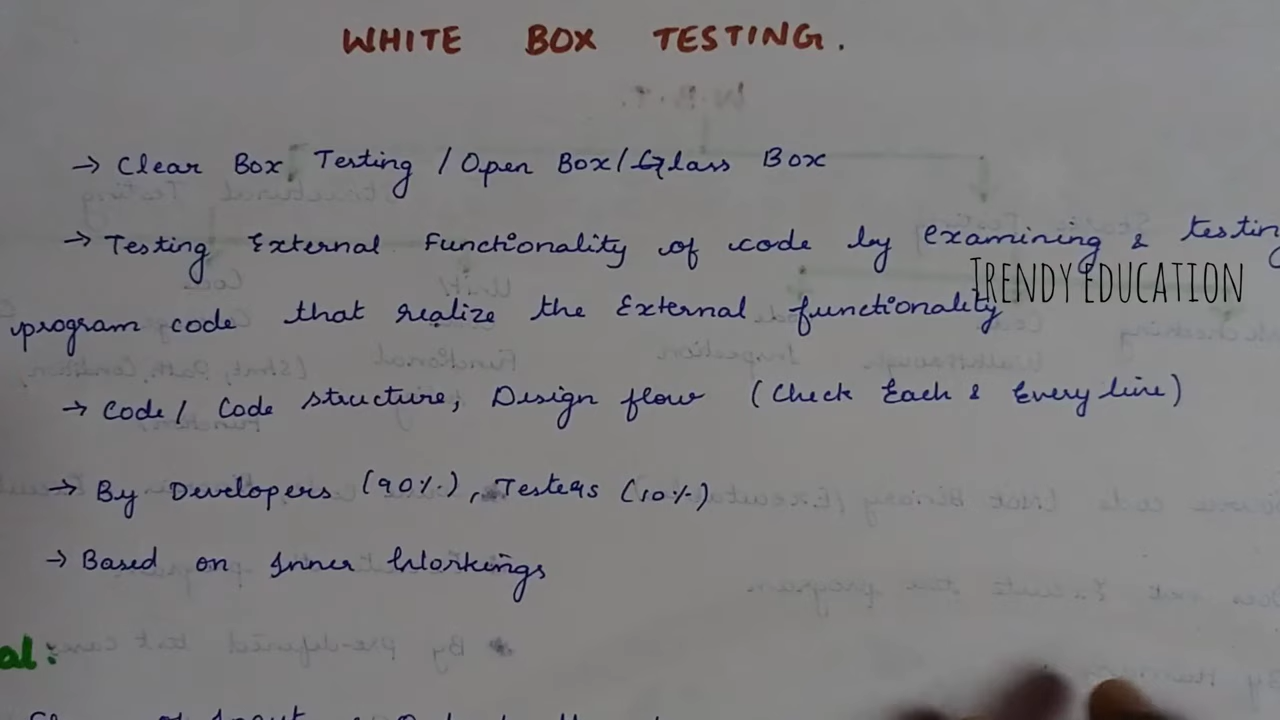 WHITE BOX TESTING.
→ Clear Box Testing / Open Box / Glass Box
→ Testing External Functionality of code by examining & testin
TRENDY EDUCATION
program code that realize the External functionality
→ Code / Code structure, Design flow (Check Each & Every line)
→ By Developers (90%), Testers (10%)
→ Based on Inner Workings
al: